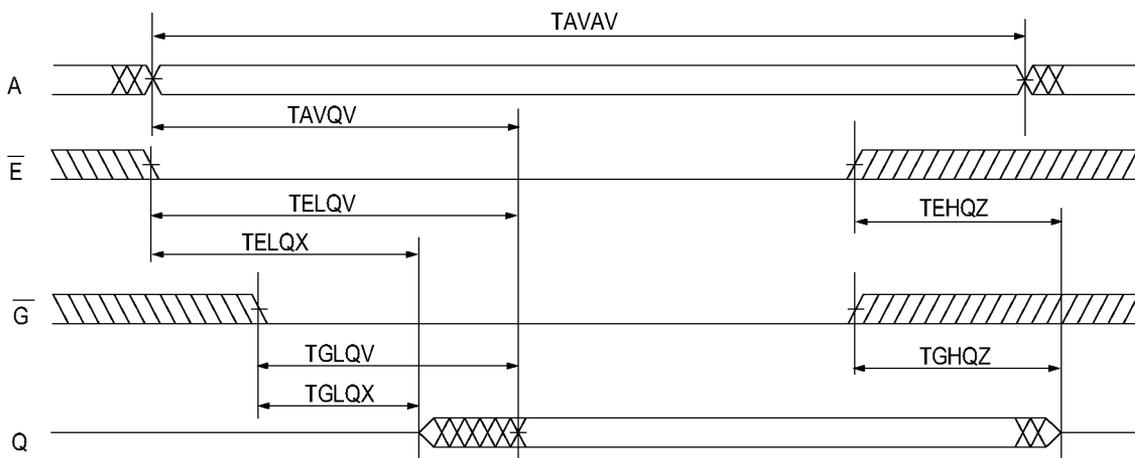 TAVAV
A
TAVQV
E̅
TELQV
TEHQZ
TELQX
G̅
TGLQV
TGHQZ
TGLQX
Q